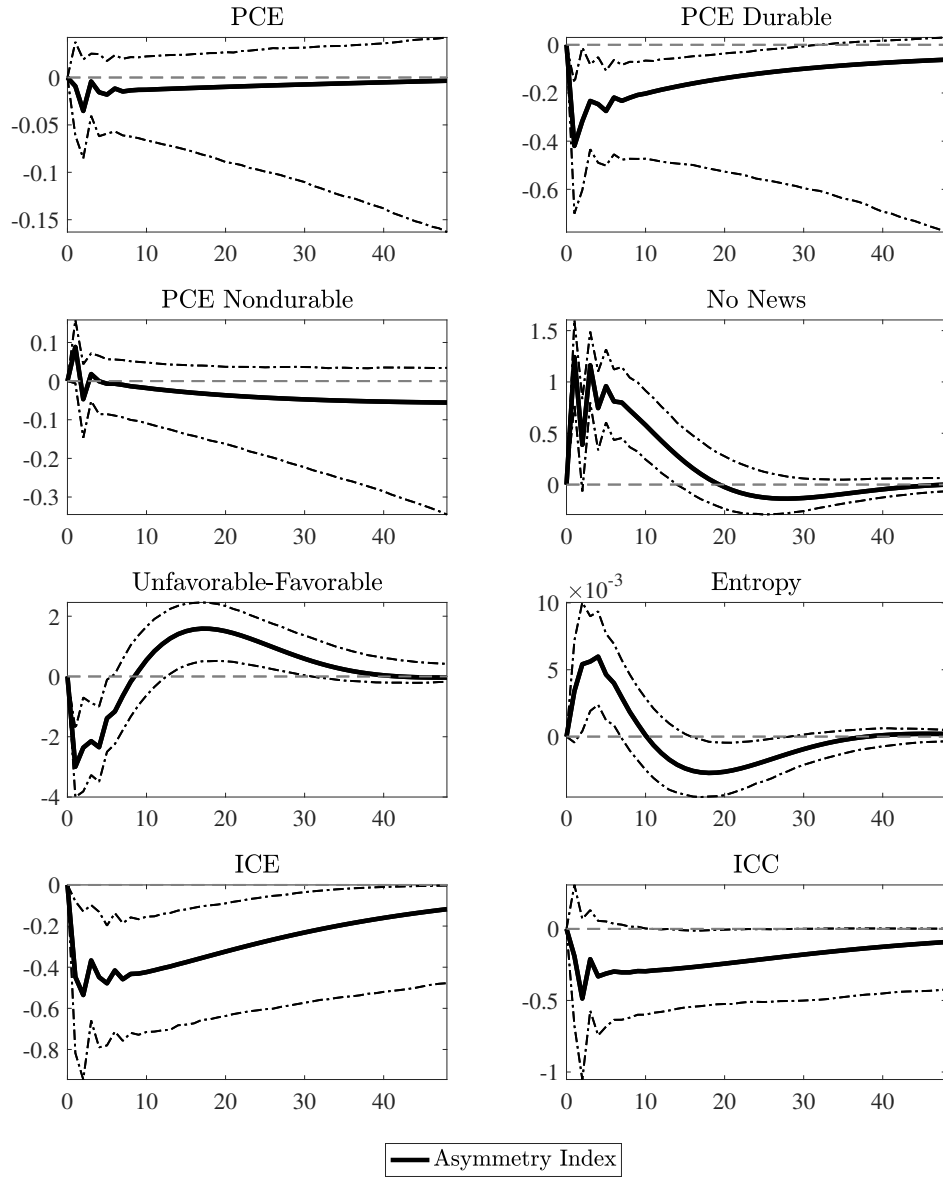 PCE
0
-0.05
-0.1
-0.15
0 10 20 30 40
PCE Durable
0
-0.2
-0.4
-0.6
0 10 20 30 40
PCE Nondurable
0.1
0
-0.1
-0.2
-0.3
0 10 20 30 40
No News
1.5
1
0.5
0
0 10 20 30 40
Unfavorable-Favorable
2
0
-2
-4
0 10 20 30 40
Entropy
×10⁻³
10
5
0
0 10 20 30 40
ICE
0
-0.2
-0.4
-0.6
-0.8
0 10 20 30 40
ICC
0
-0.5
-1
0 10 20 30 40
Asymmetry Index